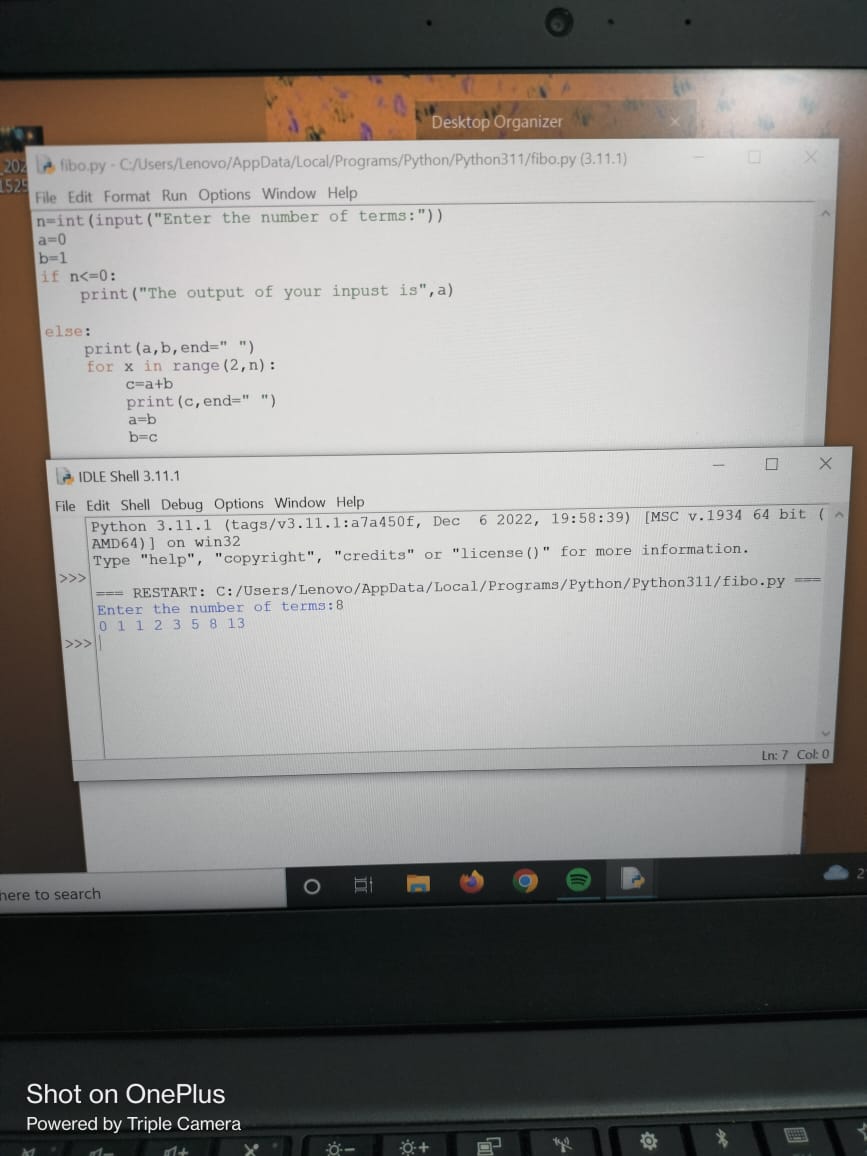 Desktop Organizer
fibo.py - C:/Users/Lenovo/AppData/Local/Programs/Python/Python311/fibo.py (3.11.1)
File Edit Format Run Options Window Help
n=int(input("Enter the number of terms:"))
a=0
b=1
if n<=0:
    print("The output of your inpust is",a)
else:
    print(a,b,end=" ")
    for x in range(2,n):
        c=a+b
        print(c,end=" ")
        a=b
        b=c
IDLE Shell 3.11.1
File Edit Shell Debug Options Window Help
Python 3.11.1 (tags/v3.11.1:a7a450f, Dec  6 2022, 19:58:39) [MSC v.1934 64 bit (
AMD64)] on win32
Type "help", "copyright", "credits" or "license()" for more information.
>>>
=== RESTART: C:/Users/Lenovo/AppData/Local/Programs/Python/Python311/fibo.py ===
Enter the number of terms:8
0 1 1 2 3 5 8 13
>>>
Ln: 7 Col: 0
here to search
Shot on OnePlus
Powered by Triple Camera